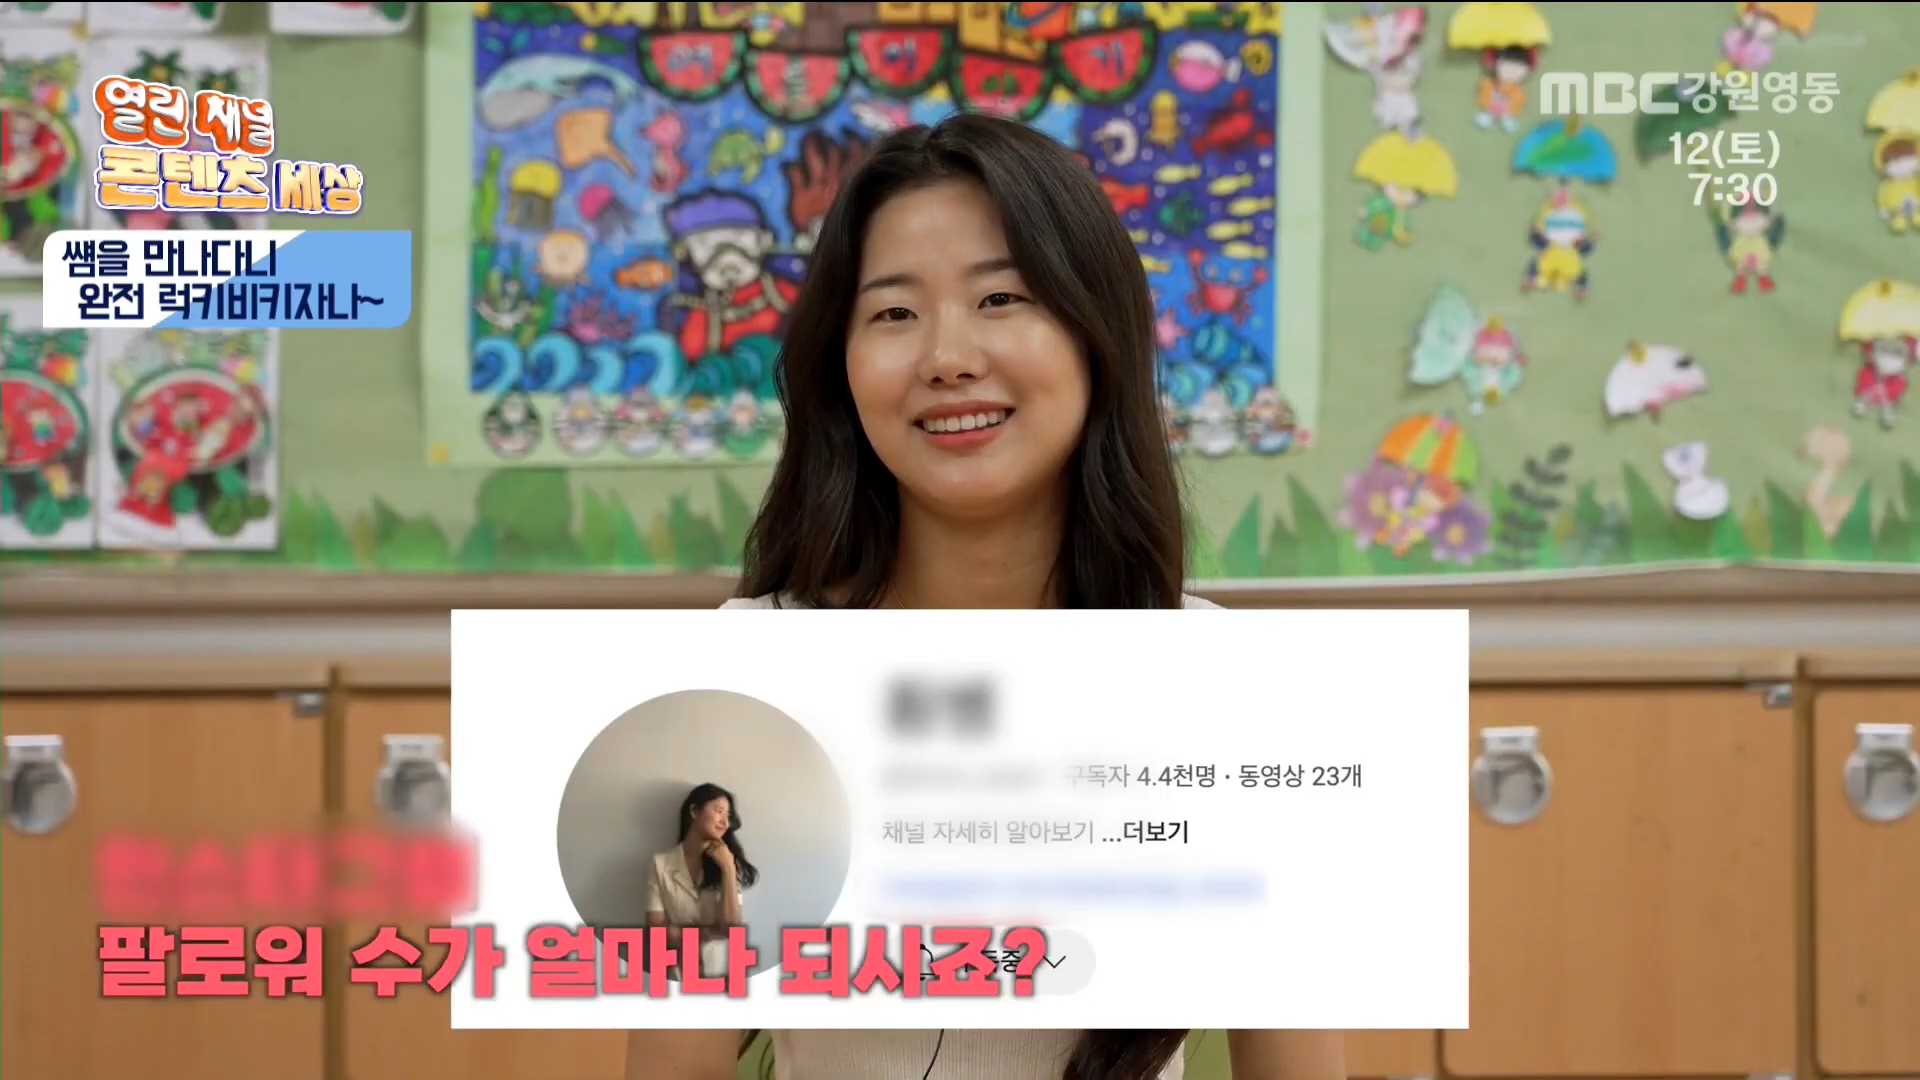 열린 채널
콘텐츠 세상
쌤을 만나다니
완전 럭키비키자나~
MBC강원영동
12(토)
7:30
구독자 4.4천명 · 동영상 23개
채널 자세히 알아보기 ...더보기
팔로워 수가 얼마나 되시죠?